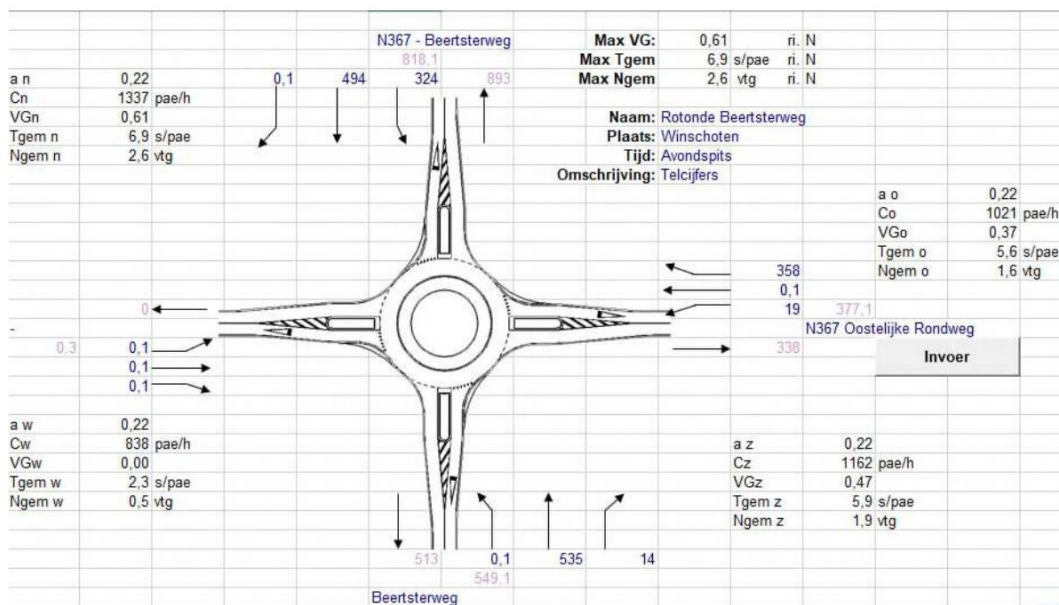 N367 - Beertsterweg Max VG: 0,61 ri. N
818,1 Max Tgem 6,9 s/pae ri. N
a n 0,22 0,1 494 324 893 Max Ngem 2,6 vtg ri. N
Cn 1337 pae/h
VGn 0,61 Naam: Rotonde Beertsterweg
Tgem n 6,9 s/pae Plaats: Winschoten
Ngem n 2,6 vtg Tijd: Avondspits
Omschrijving: Telcijfers
a o 0,22
Co 1021 pae/h
VGo 0,37
Tgem o 5,6 s/pae
358 Ngem o 1,6 vtg
0,1
0 19 377,1
- N367 Oostelijke Rondweg
0,3 0,1 338
0,1 Invoer
0,1
a w 0,22
Cw 838 pae/h a z 0,22
VGw 0,00 Cz 1162 pae/h
Tgem w 2,3 s/pae VGz 0,47
Ngem w 0,5 vtg Tgem z 5,9 s/pae
Ngem z 1,9 vtg
513 0,1 535 14
549,1
Beertsterweg